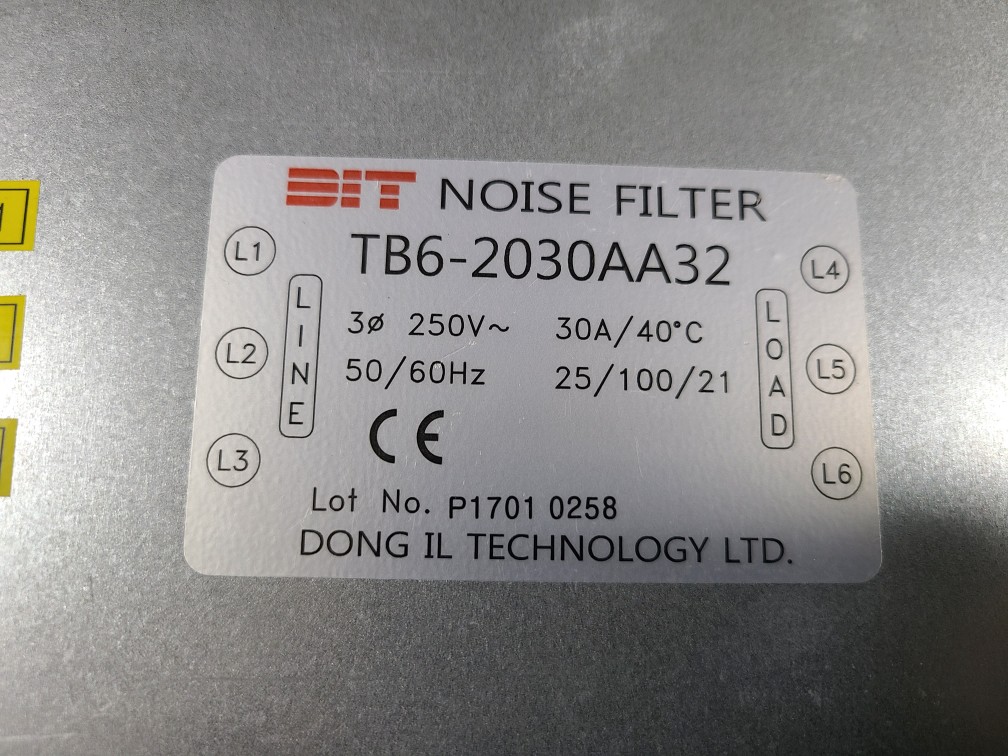 DIT NOISE FILTER
TB6-2030AA32
L1
L2
L3
LINE
3ø 250V~ 30A/40°C
50/60Hz 25/100/21
CE
LOAD
L4
L5
L6
Lot No. P1701 0258
DONG IL TECHNOLOGY LTD.